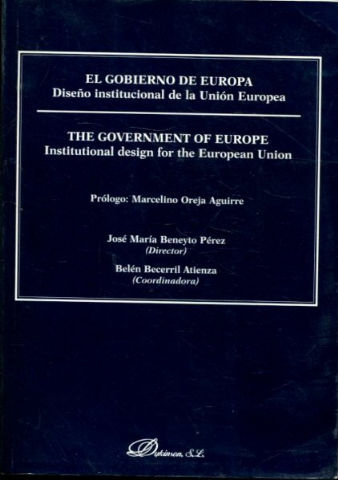 EL GOBIERNO DE EUROPA
Diseño institucional de la Unión Europea
THE GOVERNMENT OF EUROPE
Institutional design for the European Union
Prólogo: Marcelino Oreja Aguirre
José María Beneyto Pérez
(Director)
Belén Becerril Atienza
(Coordinadora)
Dykinson, S.L.